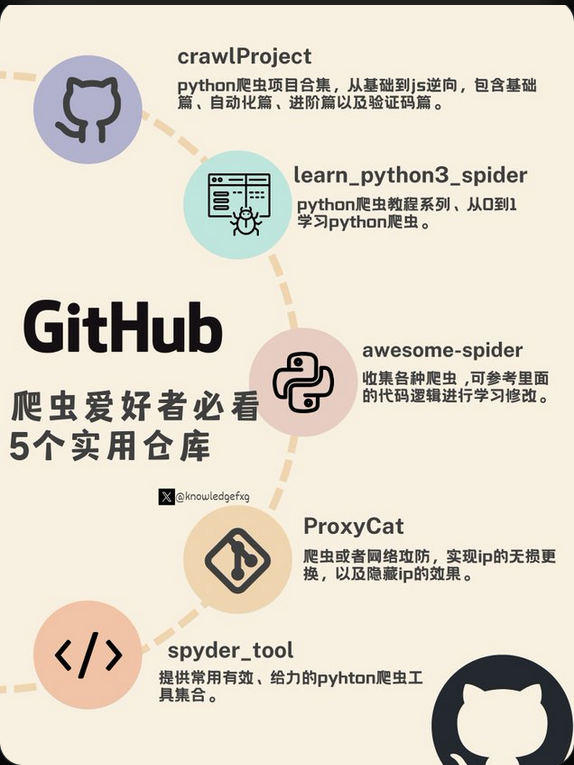 crawlProject
python爬虫项目合集，从基础到js逆向，包含基础
篇、自动化篇、进阶篇以及验证码篇。
learn_python3_spider
python爬虫教程系列、从0到1
学习python爬虫。
GitHub
爬虫爱好者必看
5个实用仓库
awesome-spider
收集各种爬虫 ,可参考里面
的代码逻辑进行学习修改。
X @knowledgefxg
ProxyCat
爬虫或者网络攻防，实现ip的无损更
换，以及隐藏ip的效果。
spyder_tool
提供常用有效、给力的pyhton爬虫工
具集合。